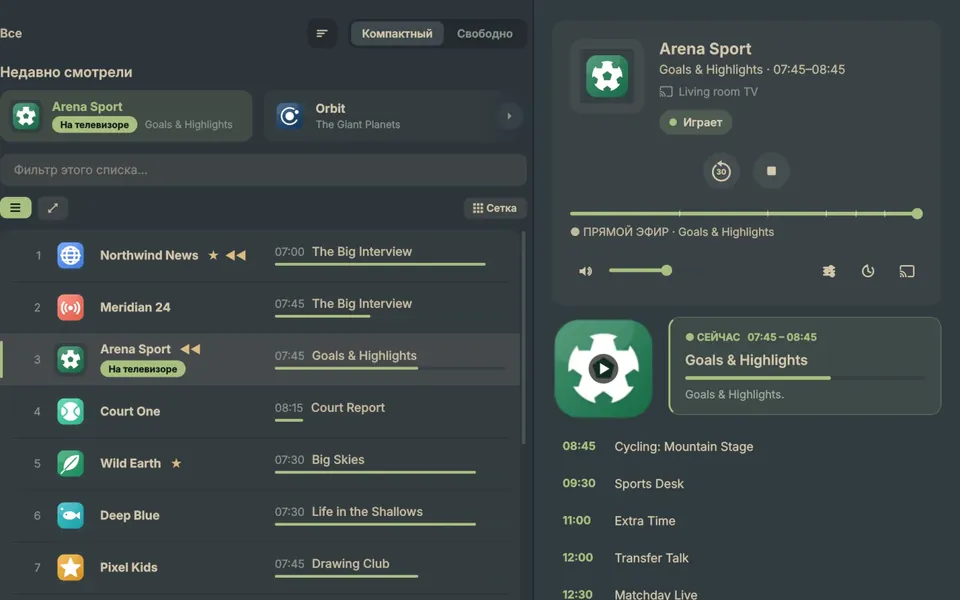 Все
Компактный
Свободно
Недавно смотрели
Arena Sport
На телевизоре
Goals & Highlights
Orbit
The Giant Planets
Фильтр этого списка...
Сетка
1
Northwind News
07:00 The Big Interview
2
Meridian 24
07:45 The Big Interview
3
Arena Sport
На телевизоре
07:45 Goals & Highlights
4
Court One
08:15 Court Report
5
Wild Earth
07:30 Big Skies
6
Deep Blue
07:30 Life in the Shallows
7
Pixel Kids
07:45 Drawing Club
Arena Sport
Goals & Highlights · 07:45–08:45
Living room TV
Играет
30
ПРЯМОЙ ЭФИР · Goals & Highlights
СЕЙЧАС 07:45 – 08:45
Goals & Highlights
Goals & Highlights.
08:45 Cycling: Mountain Stage
09:30 Sports Desk
11:00 Extra Time
12:00 Transfer Talk
12:30 Matchday Live